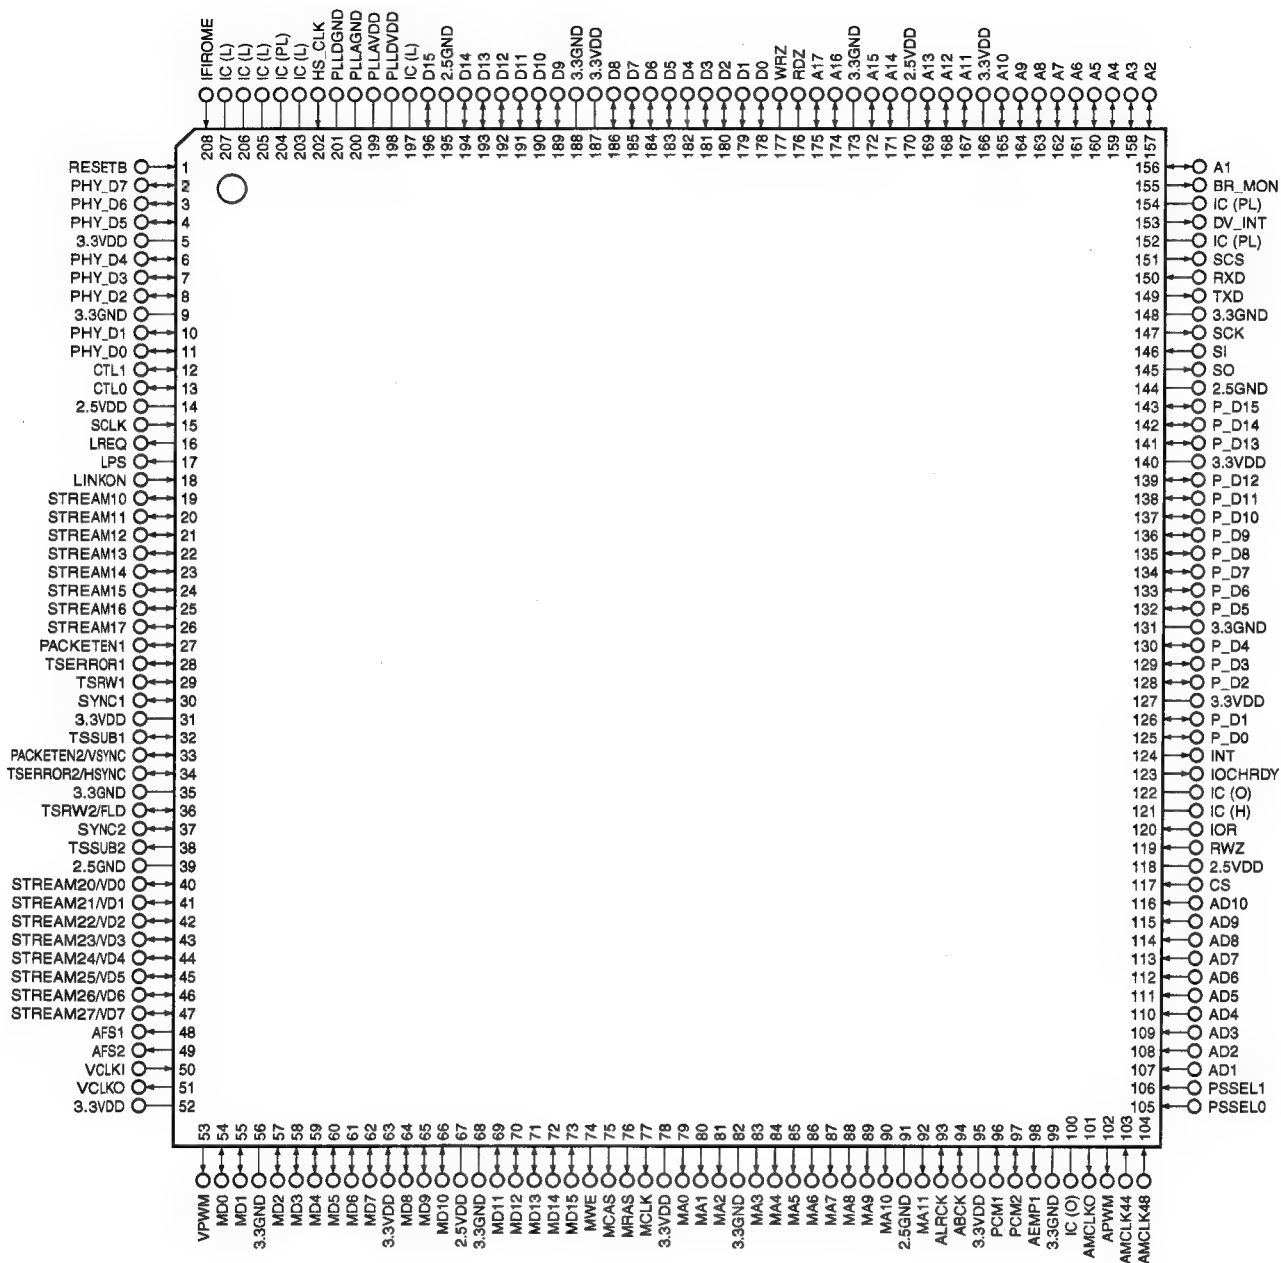 IFIROME
IC (L)
IC (L)
IC (L)
IC (PL)
IC (L)
HS_CLK
PLLDGND
PLLAGND
PLLAVDD
PLLDVDD
IC (L)
D15
2.5GND
D14
D13
D12
D11
D10
D9
3.3GND
3.3VDD
D8
D7
D6
D5
D4
D3
D2
D1
D0
WRZ
RDZ
A17
A16
3.3GND
A15
A14
2.5VDD
A13
A12
A11
3.3VDD
A10
A9
A8
A7
A6
A5
A4
A3
A2
208
207
206
205
204
203
202
201
200
199
198
197
196
195
194
193
192
191
190
189
188
187
186
185
184
183
182
181
180
179
178
177
176
175
174
173
172
171
170
169
168
167
166
165
164
163
162
161
160
159
158
157
RESETB 1 156 A1
PHY_D7 2 155 BR_MON
PHY_D6 3 154 IC (PL)
PHY_D5 4 153 DV_INT
3.3VDD 5 152 IC (PL)
PHY_D4 6 151 SCS
PHY_D3 7 150 RXD
PHY_D2 8 149 TXD
3.3GND 9 148 3.3GND
PHY_D1 10 147 SCK
PHY_D0 11 146 SI
CTL1 12 145 SO
CTL0 13 144 2.5GND
2.5VDD 14 143 P_D15
SCLK 15 142 P_D14
LREQ 16 141 P_D13
LPS 17 140 3.3VDD
LINKON 18 139 P_D12
STREAM10 19 138 P_D11
STREAM11 20 137 P_D10
STREAM12 21 136 P_D9
STREAM13 22 135 P_D8
STREAM14 23 134 P_D7
STREAM15 24 133 P_D6
STREAM16 25 132 P_D5
STREAM17 26 131 3.3GND
PACKETEN1 27 130 P_D4
TSERROR1 28 129 P_D3
TSRW1 29 128 P_D2
SYNC1 30 127 3.3VDD
3.3VDD 31 126 P_D1
TSSUB1 32 125 P_D0
PACKETEN2/VSYNC 33 124 INT
TSERROR2/HSYNC 34 123 IOCHRDY
3.3GND 35 122 IC (O)
TSRW2/FLD 36 121 IC (H)
SYNC2 37 120 IOR
TSSUB2 38 119 RWZ
2.5GND 39 118 2.5VDD
STREAM20/VD0 40 117 CS
STREAM21/VD1 41 116 AD10
STREAM22/VD2 42 115 AD9
STREAM23/VD3 43 114 AD8
STREAM24/VD4 44 113 AD7
STREAM25/VD5 45 112 AD6
STREAM26/VD6 46 111 AD5
STREAM27/VD7 47 110 AD4
AFS1 48 109 AD3
AFS2 49 108 AD2
VCLKI 50 107 AD1
VCLKO 51 106 PSSEL1
3.3VDD 52 105 PSSEL0
53
54
55
56
57
58
59
60
61
62
63
64
65
66
67
68
69
70
71
72
73
74
75
76
77
78
79
80
81
82
83
84
85
86
87
88
89
90
91
92
93
94
95
96
97
98
99
100
101
102
103
104
VPWM
MD0
MD1
3.3GND
MD2
MD3
MD4
MD5
MD6
MD7
3.3VDD
MD8
MD9
MD10
2.5VDD
3.3GND
MD11
MD12
MD13
MD14
MD15
MWE
MCAS
MRAS
MCLK
3.3VDD
MA0
MA1
MA2
3.3GND
MA3
MA4
MA5
MA6
MA7
MA8
MA9
MA10
2.5GND
MA11
ALRCK
ABCK
3.3VDD
PCM1
PCM2
AEMP1
3.3GND
IC (O)
AMCLKO
APWM
AMCLK44
AMCLK48